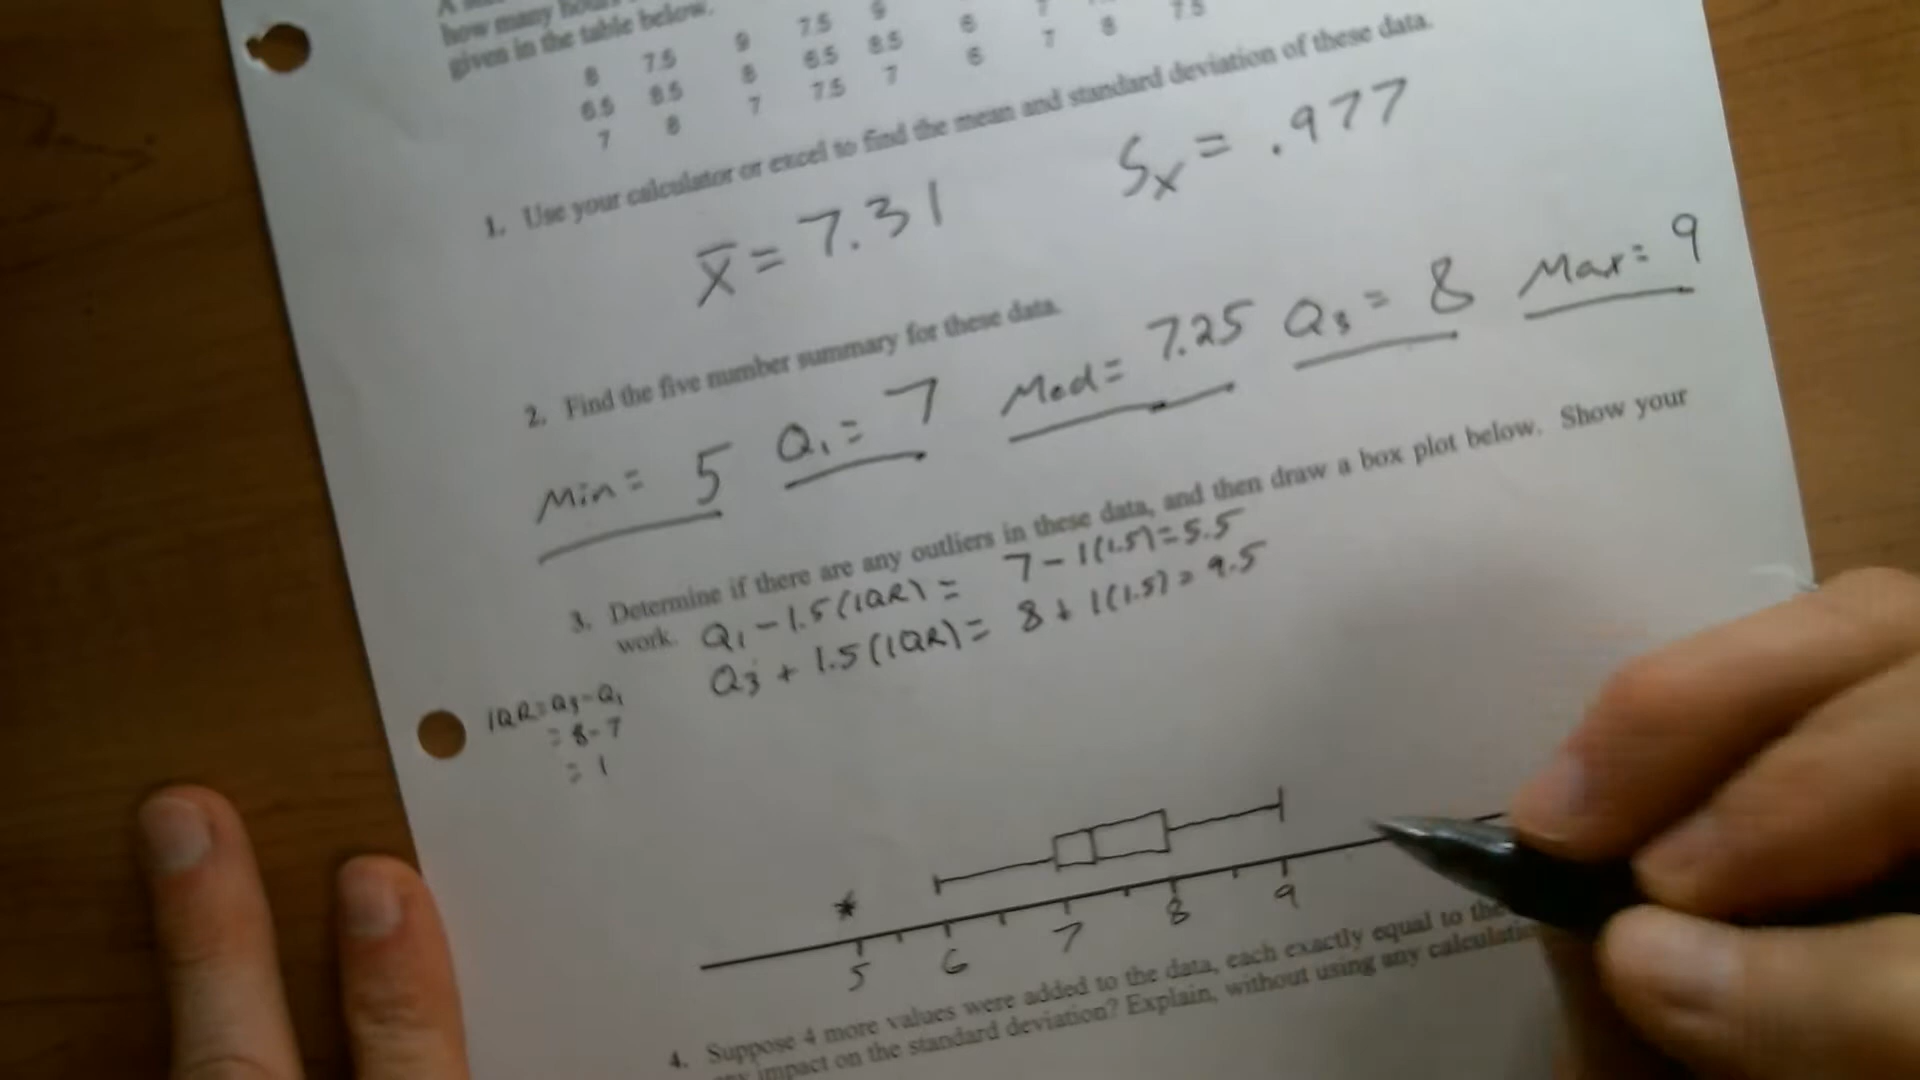 how many hours
given in the table below.
8 7.5 9 7.5 9 6
6.5 8.5 8 6.5 8.5 6 7 8 7.5
7 8 7 7.5 7
1. Use your calculator or excel to find the mean and standard deviation of these data.
x̄ = 7.31 Sx = .977
2. Find the five number summary for these data.
Min = 5 Q1 = 7 Med = 7.25 Q3 = 8 Max = 9
3. Determine if there are any outliers in these data, and then draw a box plot below. Show your
work. Q1 - 1.5(IQR) = 7 - 1(1.5) = 5.5
Q3 + 1.5(IQR) = 8 + 1(1.5) = 9.5
IQR = Q3 - Q1
= 8 - 7
= 1
*
5 6 7 8 9
4. Suppose 4 more values were added to the data, each exactly equal to the
any impact on the standard deviation? Explain, without using any